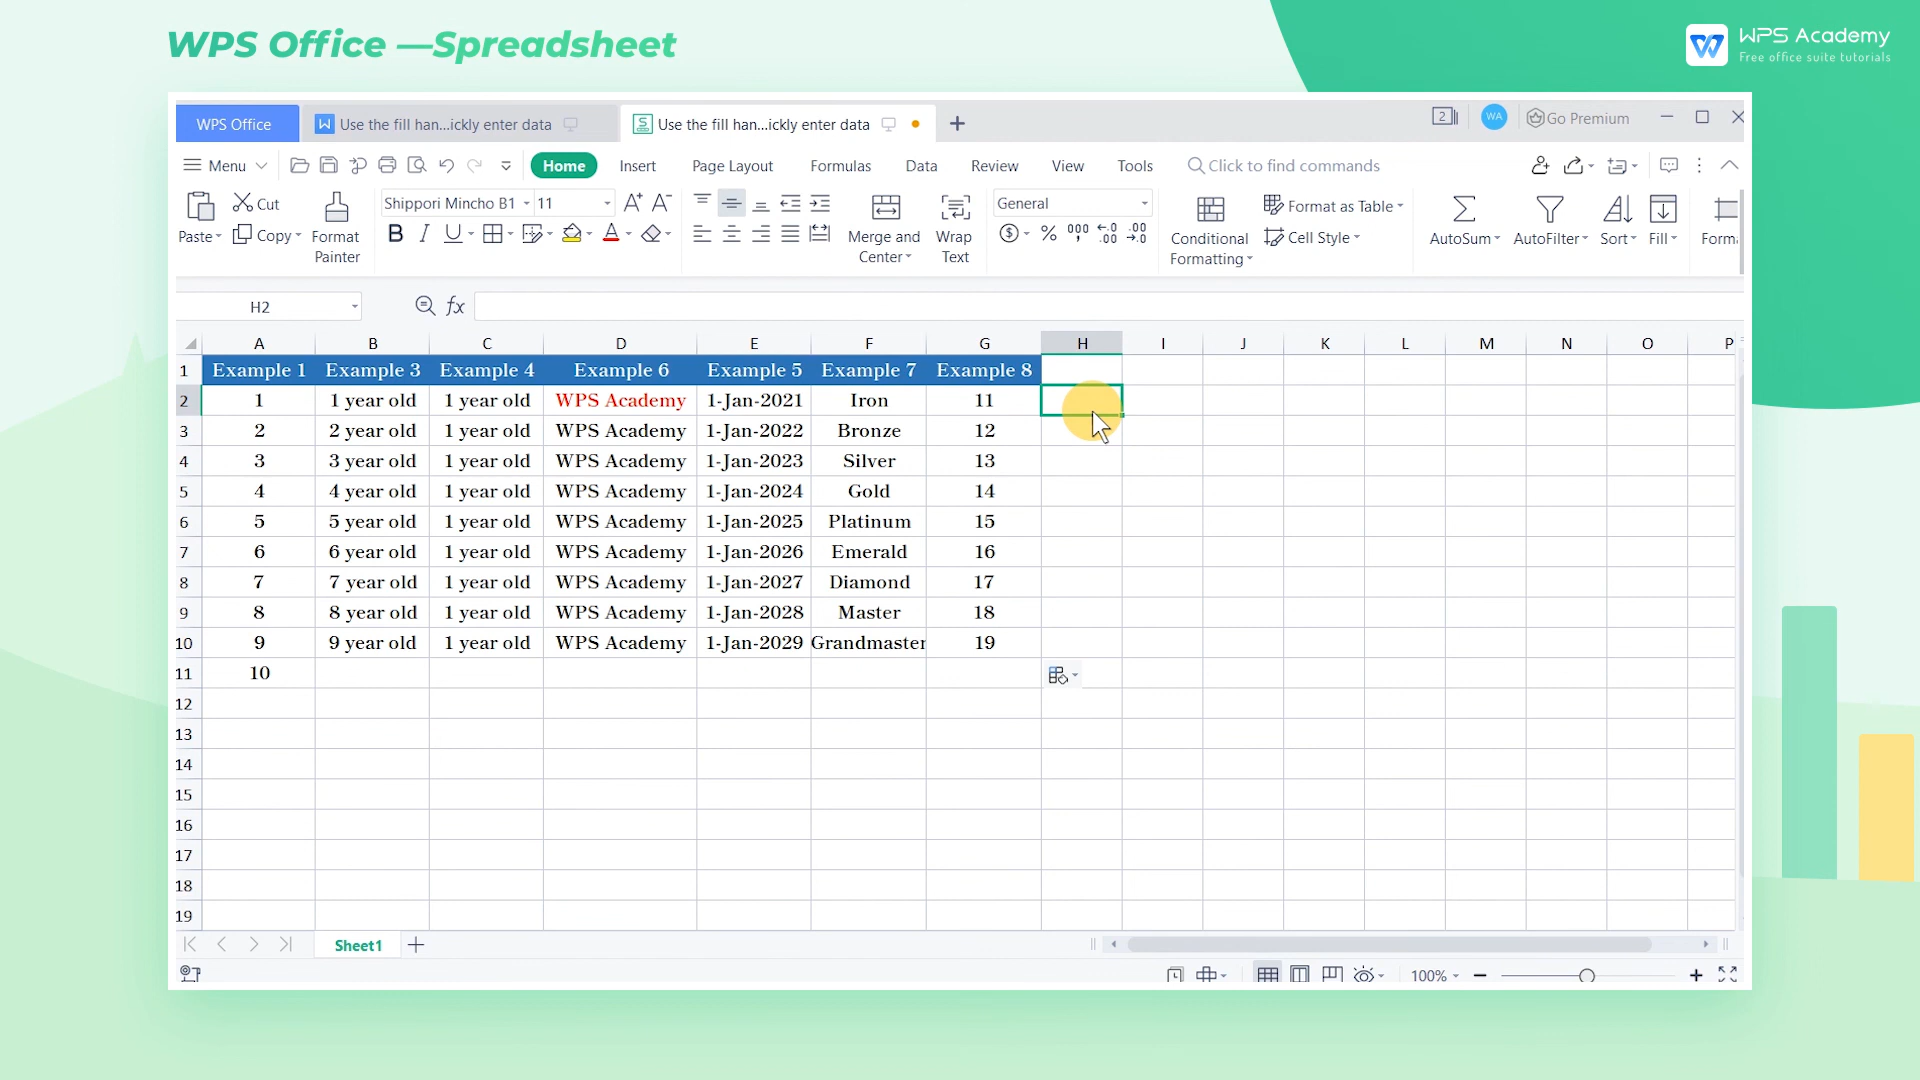 WPS Office —Spreadsheet
WPS Academy
Free office suite tutorials
WPS Office
Use the fill han...ickly enter data
Use the fill han...ickly enter data
2
WA
Go Premium
Menu
Home
Insert
Page Layout
Formulas
Data
Review
View
Tools
Click to find commands
Paste
Cut
Copy
Format Painter
Shippori Mincho B1
11
Merge and Center
Wrap Text
General
Conditional Formatting
Format as Table
Cell Style
AutoSum
AutoFilter
Sort
Fill
Forma
H2
fx
A B C D E F G H I J K L M N O P
1 Example 1 Example 3 Example 4 Example 6 Example 5 Example 7 Example 8
2 1 1 year old 1 year old WPS Academy 1-Jan-2021 Iron 11
3 2 2 year old 1 year old WPS Academy 1-Jan-2022 Bronze 12
4 3 3 year old 1 year old WPS Academy 1-Jan-2023 Silver 13
5 4 4 year old 1 year old WPS Academy 1-Jan-2024 Gold 14
6 5 5 year old 1 year old WPS Academy 1-Jan-2025 Platinum 15
7 6 6 year old 1 year old WPS Academy 1-Jan-2026 Emerald 16
8 7 7 year old 1 year old WPS Academy 1-Jan-2027 Diamond 17
9 8 8 year old 1 year old WPS Academy 1-Jan-2028 Master 18
10 9 9 year old 1 year old WPS Academy 1-Jan-2029 Grandmaster 19
11 10
12
13
14
15
16
17
18
19
Sheet1
100%